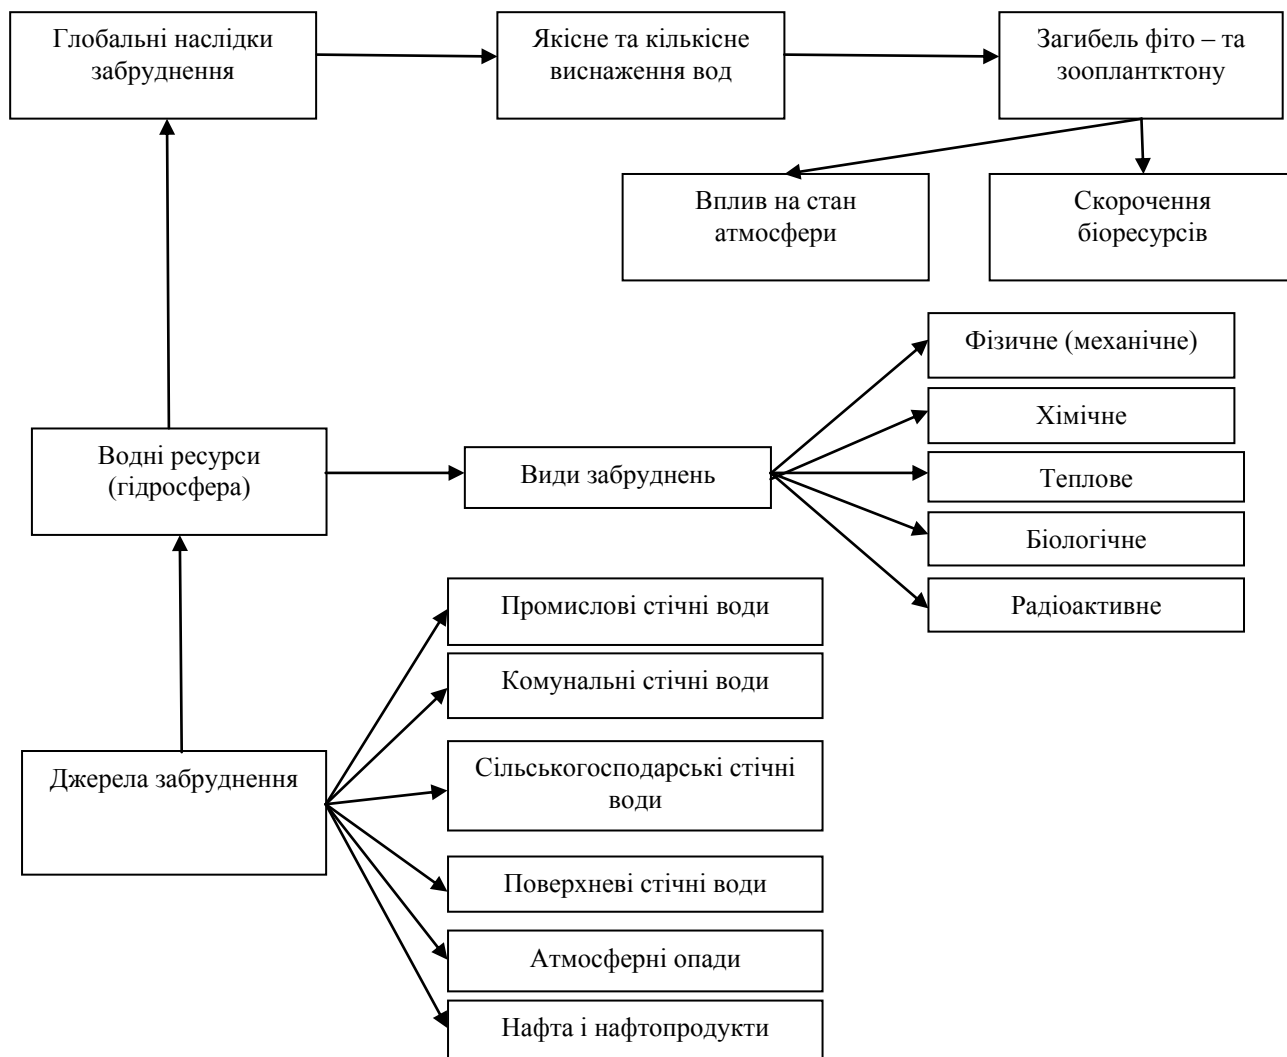 Глобальні наслідки
забруднення
Якісне та кількісне
виснаження вод
Загибель фіто – та
зоопланктктону
Вплив на стан
атмосфери
Скорочення
біоресурсів
Фізичне (механічне)
Хімічне
Водні ресурси
(гідросфера)
Види забруднень
Теплове
Біологічне
Радіоактивне
Промислові стічні води
Комунальні стічні води
Джерела забруднення
Сільськогосподарські стічні
води
Поверхневі стічні води
Атмосферні опади
Нафта і нафтопродукти